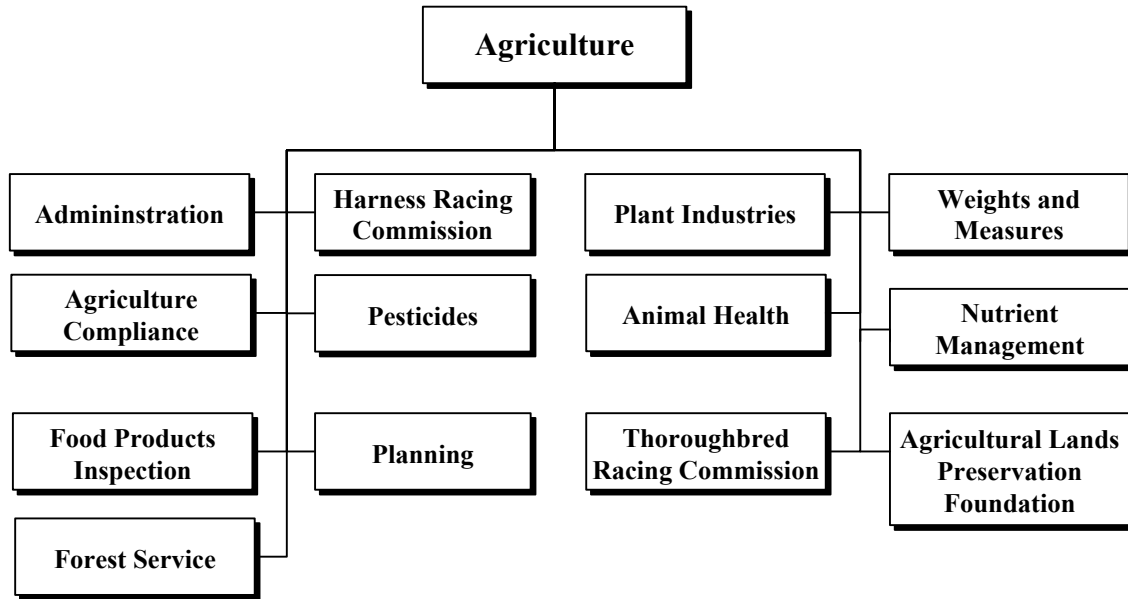 Agriculture
Admininstration
Harness Racing
Commission
Plant Industries
Weights and
Measures
Agriculture
Compliance
Pesticides
Animal Health
Nutrient
Management
Food Products
Inspection
Planning
Thoroughbred
Racing Commission
Agricultural Lands
Preservation
Foundation
Forest Service